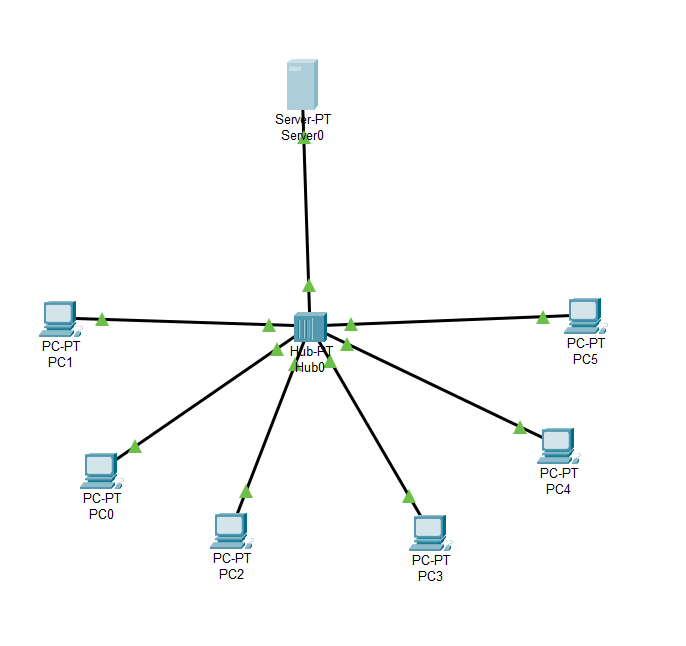 Server-PT
Server0
PC-PT
PC1
Hub-PT
Hub0
PC-PT
PC5
PC-PT
PC0
PC-PT
PC4
PC-PT
PC2
PC-PT
PC3